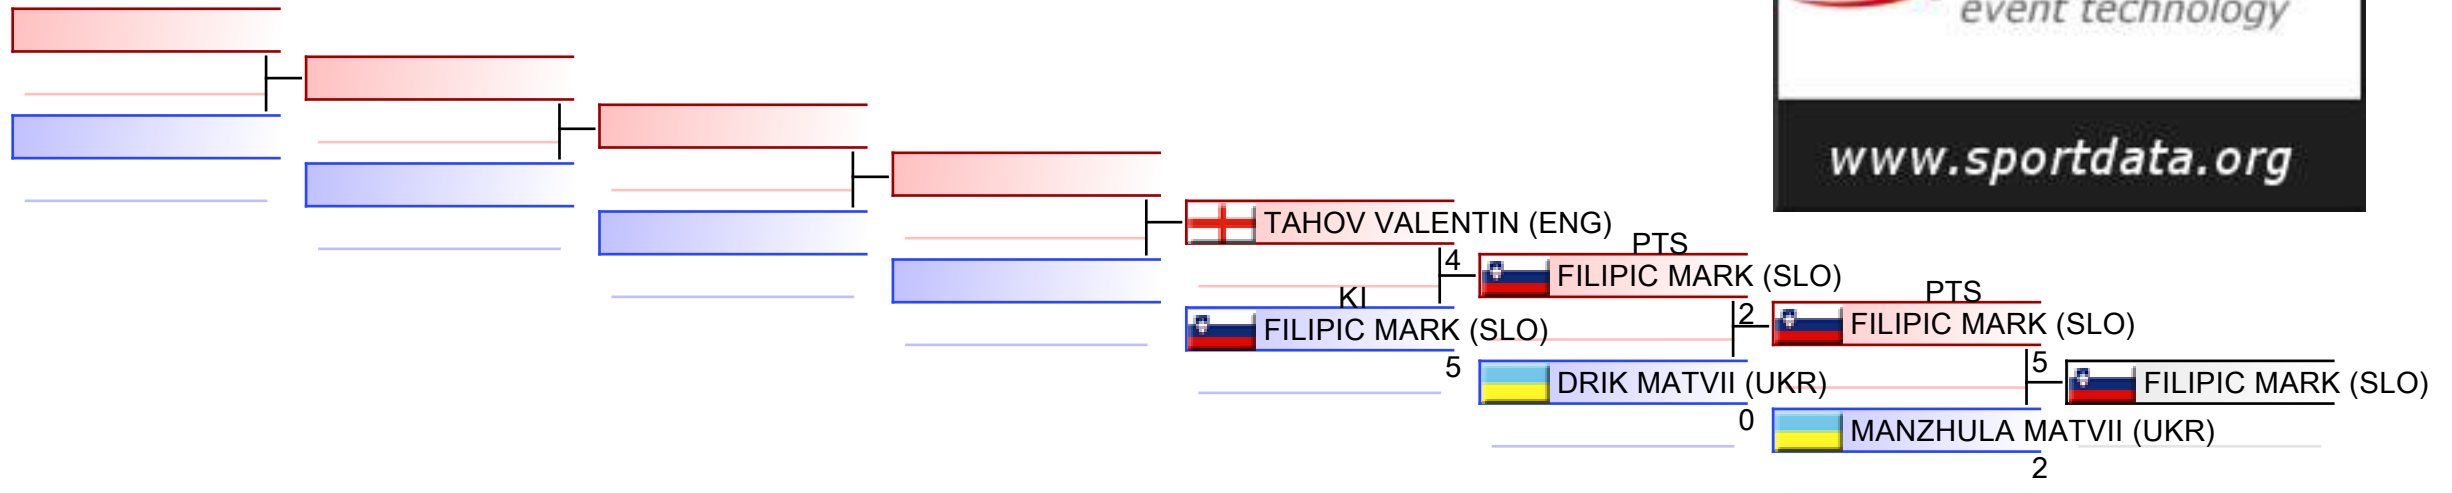 event technology
www.sportdata.org
TAHOV VALENTIN (ENG)
4
KI
FILIPIC MARK (SLO)
5
PTS
FILIPIC MARK (SLO)
2
DRIK MATVII (UKR)
0
PTS
FILIPIC MARK (SLO)
5
MANZHULA MATVII (UKR)
2
FILIPIC MARK (SLO)